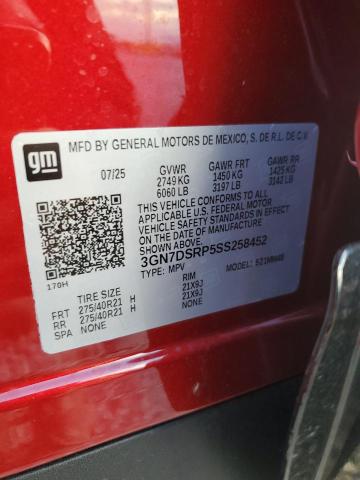 gm
MFD BY GENERAL MOTORS DE MEXICO, S. DE R.L. DE C.V.
07/25 GVWR GAWR FRT GAWR RR
2749 KG 1450 KG 1425 KG
6060 LB 3197 LB 3142 LB
THIS VEHICLE CONFORMS TO ALL
APPLICABLE U.S. FEDERAL MOTOR
VEHICLE SAFETY STANDARDS IN
EFFECT ON THE DATE OF MANUFACTURE
SHOWN ABOVE.
3GN7DSRP5SS258452
TYPE: MPV MODEL:
170H
TIRE SIZE RIM
FRT 275/40R21 H 21X9J
RR 275/40R21 H 21X9J
SPA NONE NONE